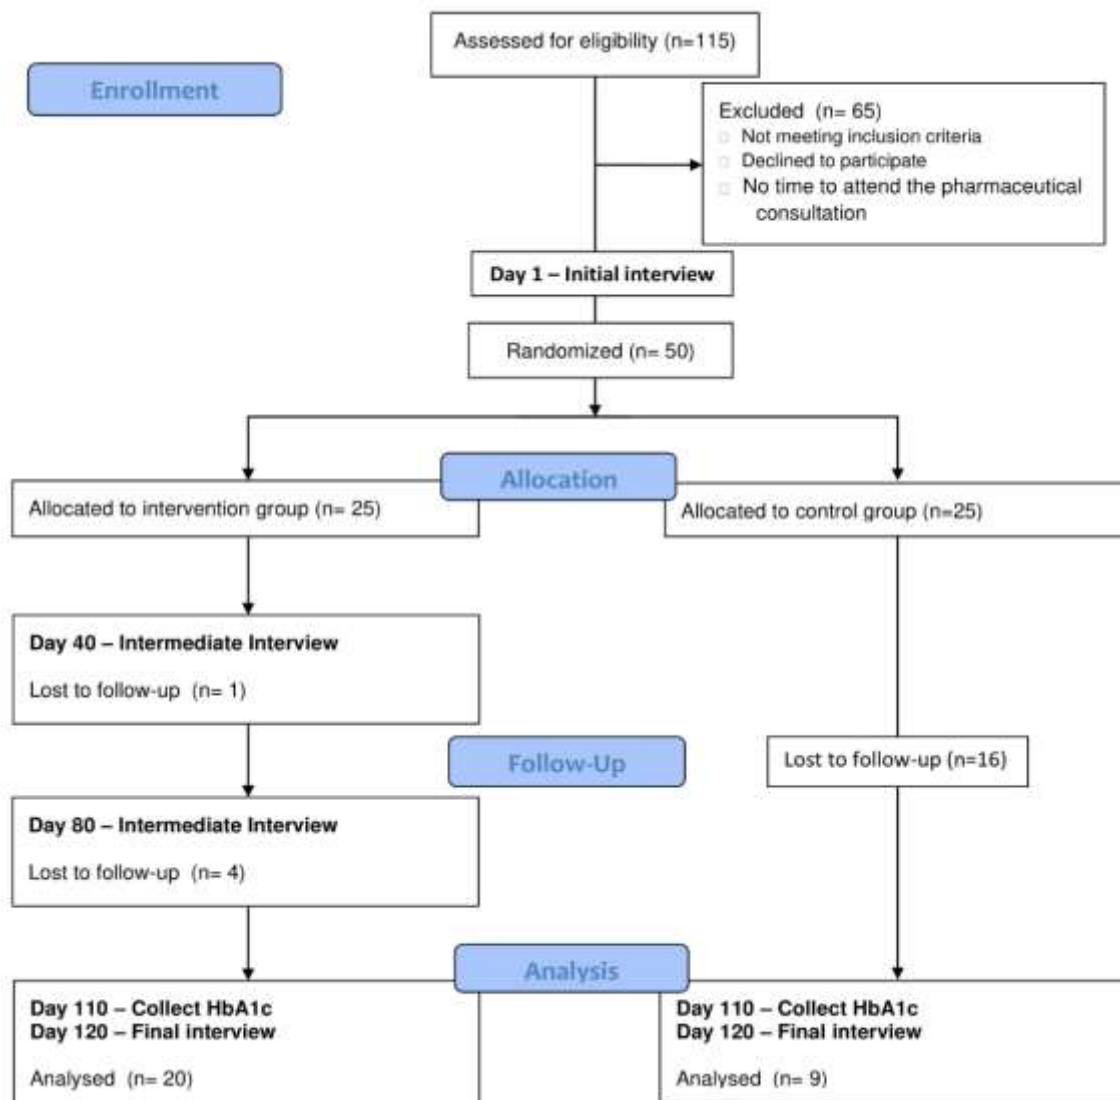 Assessed for eligibility (n=115)
Enrollment
Excluded (n= 65)
Not meeting inclusion criteria
Declined to participate
No time to attend the pharmaceutical
consultation
Day 1 – Initial interview
Randomized (n= 50)
Allocation
Allocated to intervention group (n= 25)
Allocated to control group (n=25)
Day 40 – Intermediate Interview
Lost to follow-up (n= 1)
Follow-Up
Lost to follow-up (n=16)
Day 80 – Intermediate Interview
Lost to follow-up (n= 4)
Analysis
Day 110 – Collect HbA1c
Day 120 – Final interview
Analysed (n= 20)
Day 110 – Collect HbA1c
Day 120 – Final interview
Analysed (n= 9)